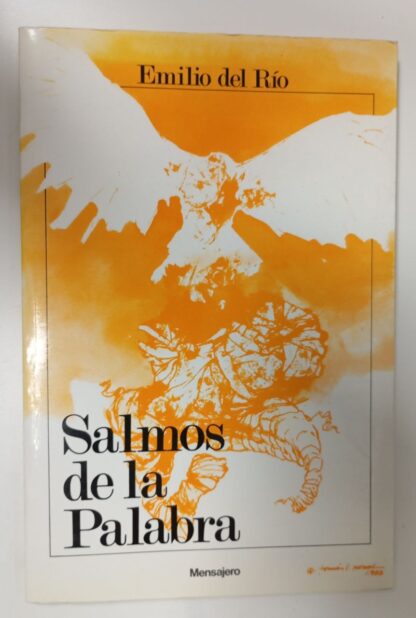 Emilio del Río
Salmos
de la
Palabra
Mensajero